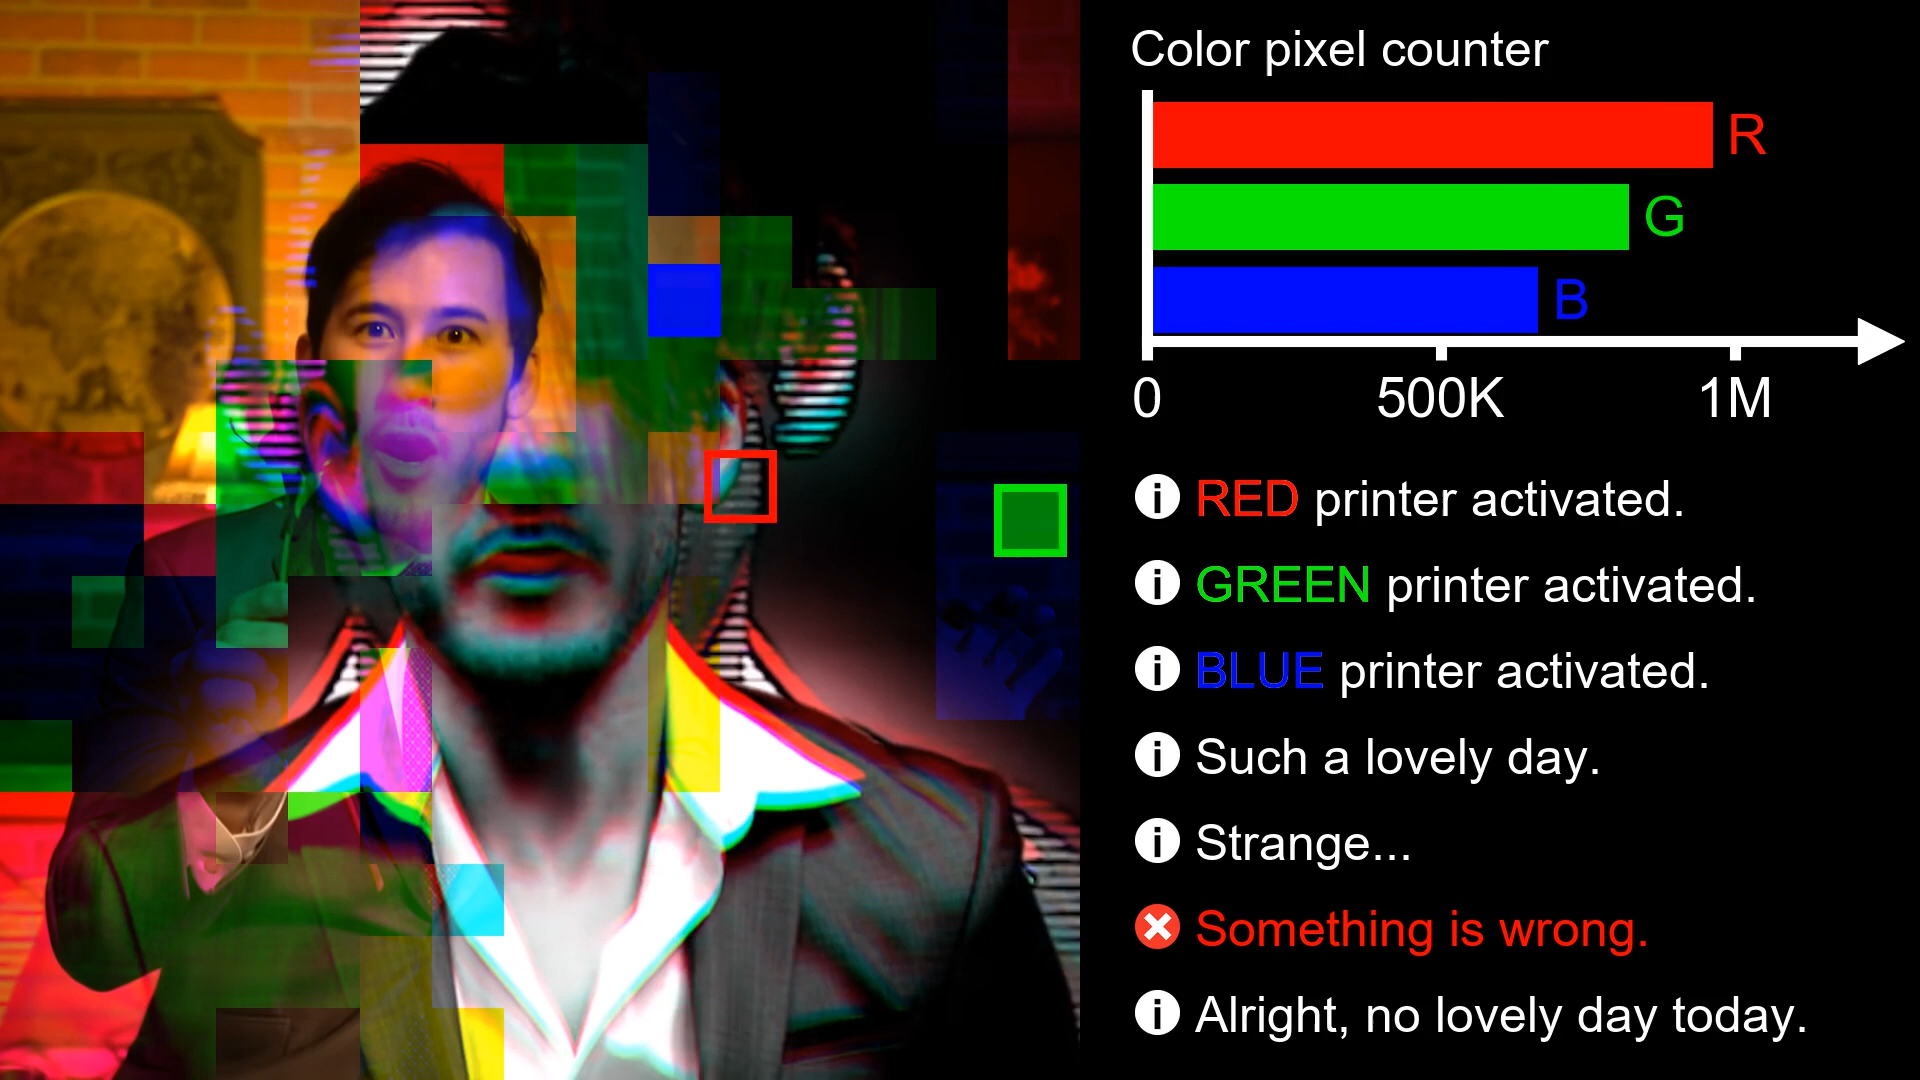 Color pixel counter
R
G
B
0 500K 1M
RED printer activated.
GREEN printer activated.
BLUE printer activated.
Such a lovely day.
Strange...
Something is wrong.
Alright, no lovely day today.